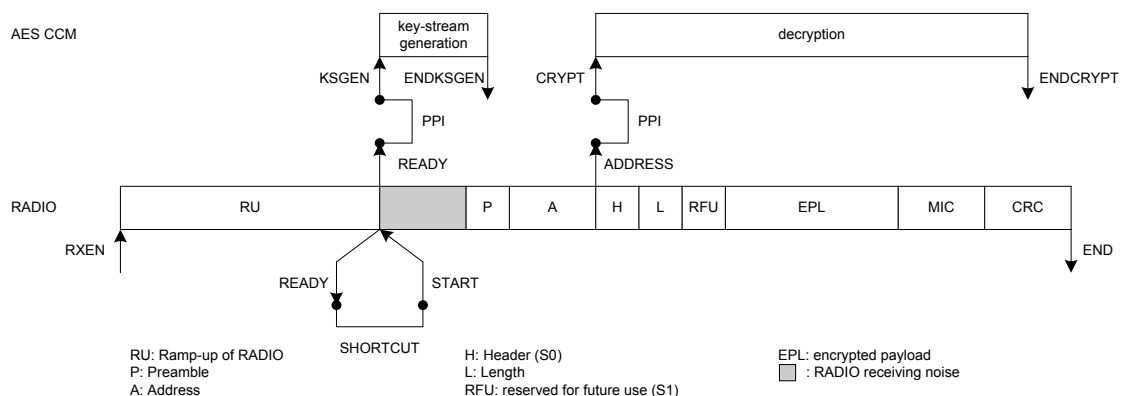 AES CCM
key-stream
generation
decryption
KSGEN
ENDKSGEN
CRYPT
ENDCRYPT
PPI
PPI
READY
ADDRESS
RADIO
RU
P
A
H
L
RFU
EPL
MIC
CRC
RXEN
END
READY
START
SHORTCUT
RU: Ramp-up of RADIO
P: Preamble
A: Address
H: Header (S0)
L: Length
RFU: reserved for future use (S1)
EPL: encrypted payload
: RADIO receiving noise